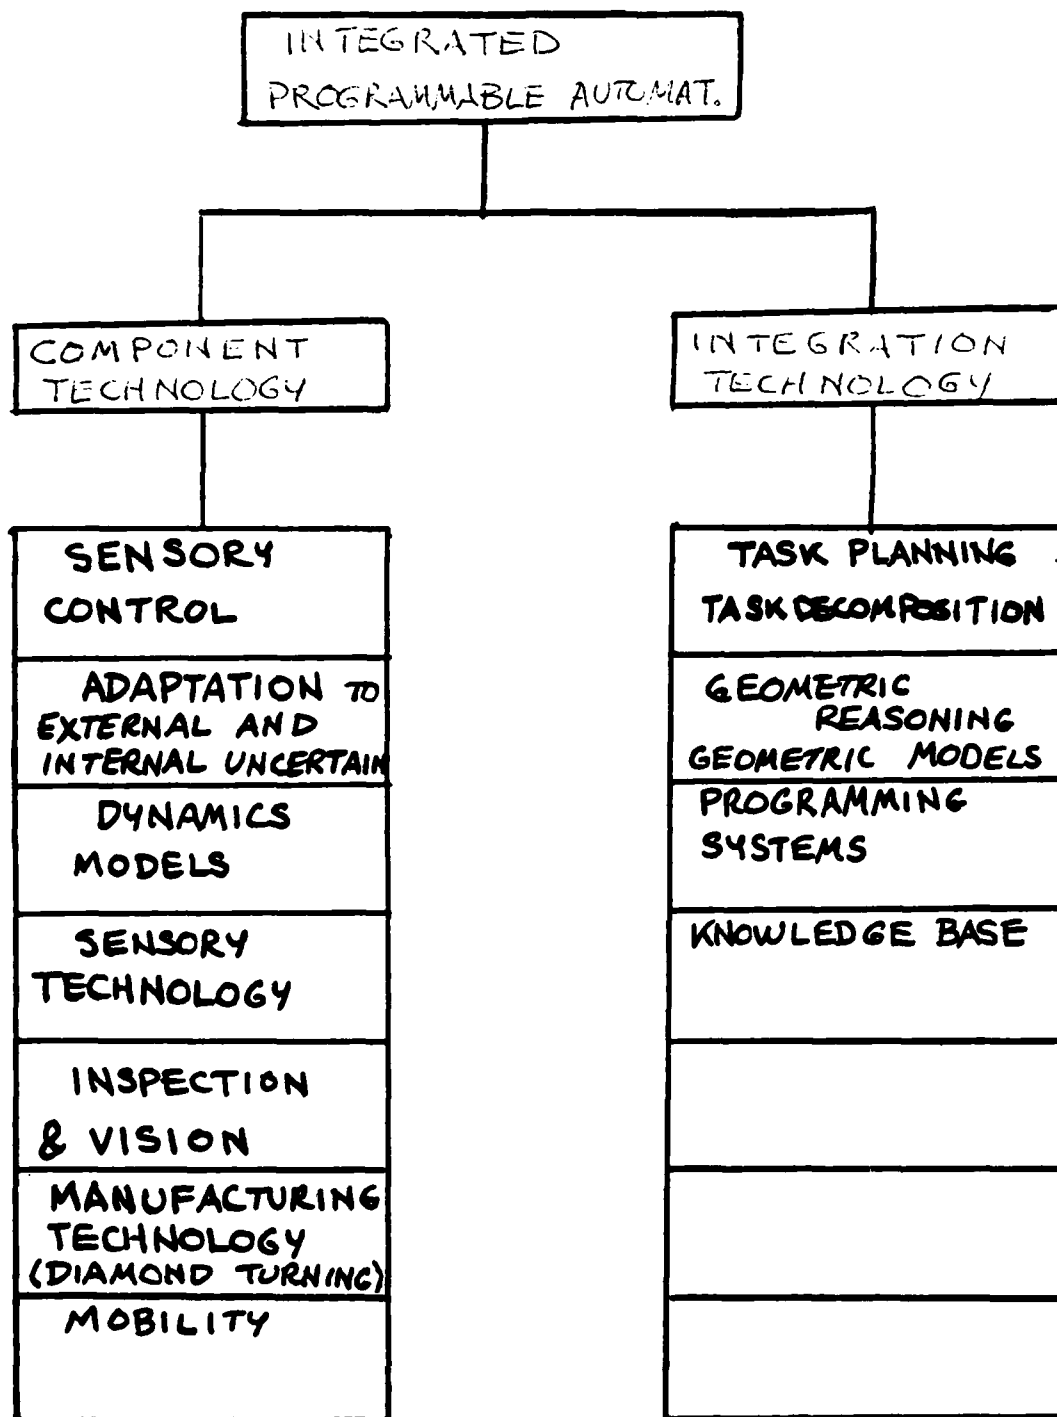 INTEGRATED
PROGRAMMABLE AUTOMAT.
COMPONENT
TECHNOLOGY
INTEGRATION
TECHNOLOGY
SENSORY
CONTROL
ADAPTATION TO
EXTERNAL AND
INTERNAL UNCERTAIN
DYNAMICS
MODELS
SENSORY
TECHNOLOGY
INSPECTION
& VISION
MANUFACTURING
TECHNOLOGY
(DIAMOND TURNING)
MOBILITY
TASK PLANNING
TASK DECOMPOSITION
GEOMETRIC
REASONING
GEOMETRIC MODELS
PROGRAMMING
SYSTEMS
KNOWLEDGE BASE